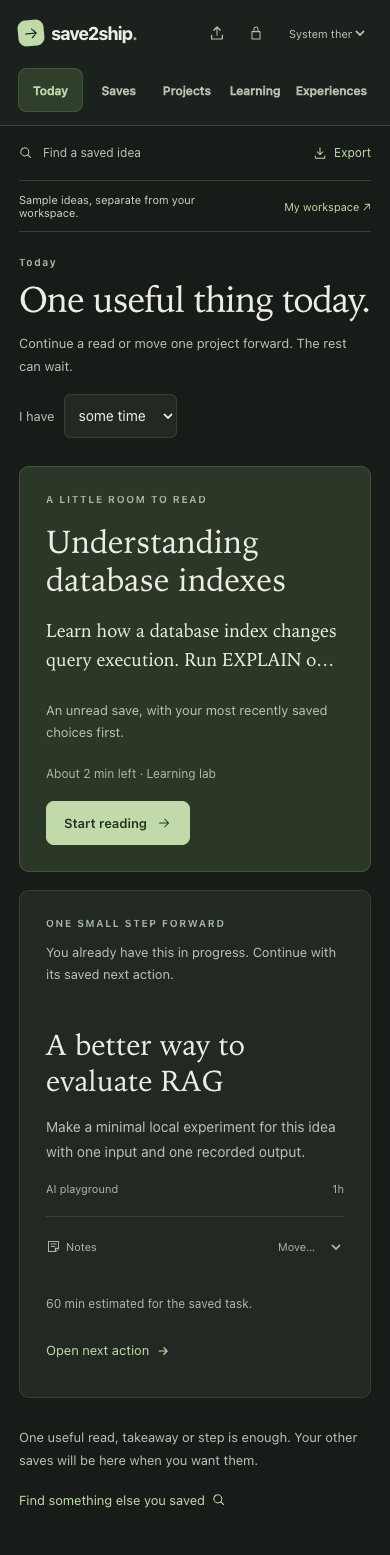 save2ship.
System ther
Today
Saves
Projects
Learning
Experiences
Find a saved idea
Export
Sample ideas, separate from your
workspace.
My workspace ↗
Today
One useful thing today.
Continue a read or move one project forward. The rest
can wait.
I have
some time
A LITTLE ROOM TO READ
Understanding
database indexes
Learn how a database index changes
query execution. Run EXPLAIN o…
An unread save, with your most recently saved
choices first.
About 2 min left · Learning lab
Start reading →
ONE SMALL STEP FORWARD
You already have this in progress. Continue with
its saved next action.
A better way to
evaluate RAG
Make a minimal local experiment for this idea
with one input and one recorded output.
AI playground
1h
Notes
Move...
60 min estimated for the saved task.
Open next action →
One useful read, takeaway or step is enough. Your other
saves will be here when you want them.
Find something else you saved